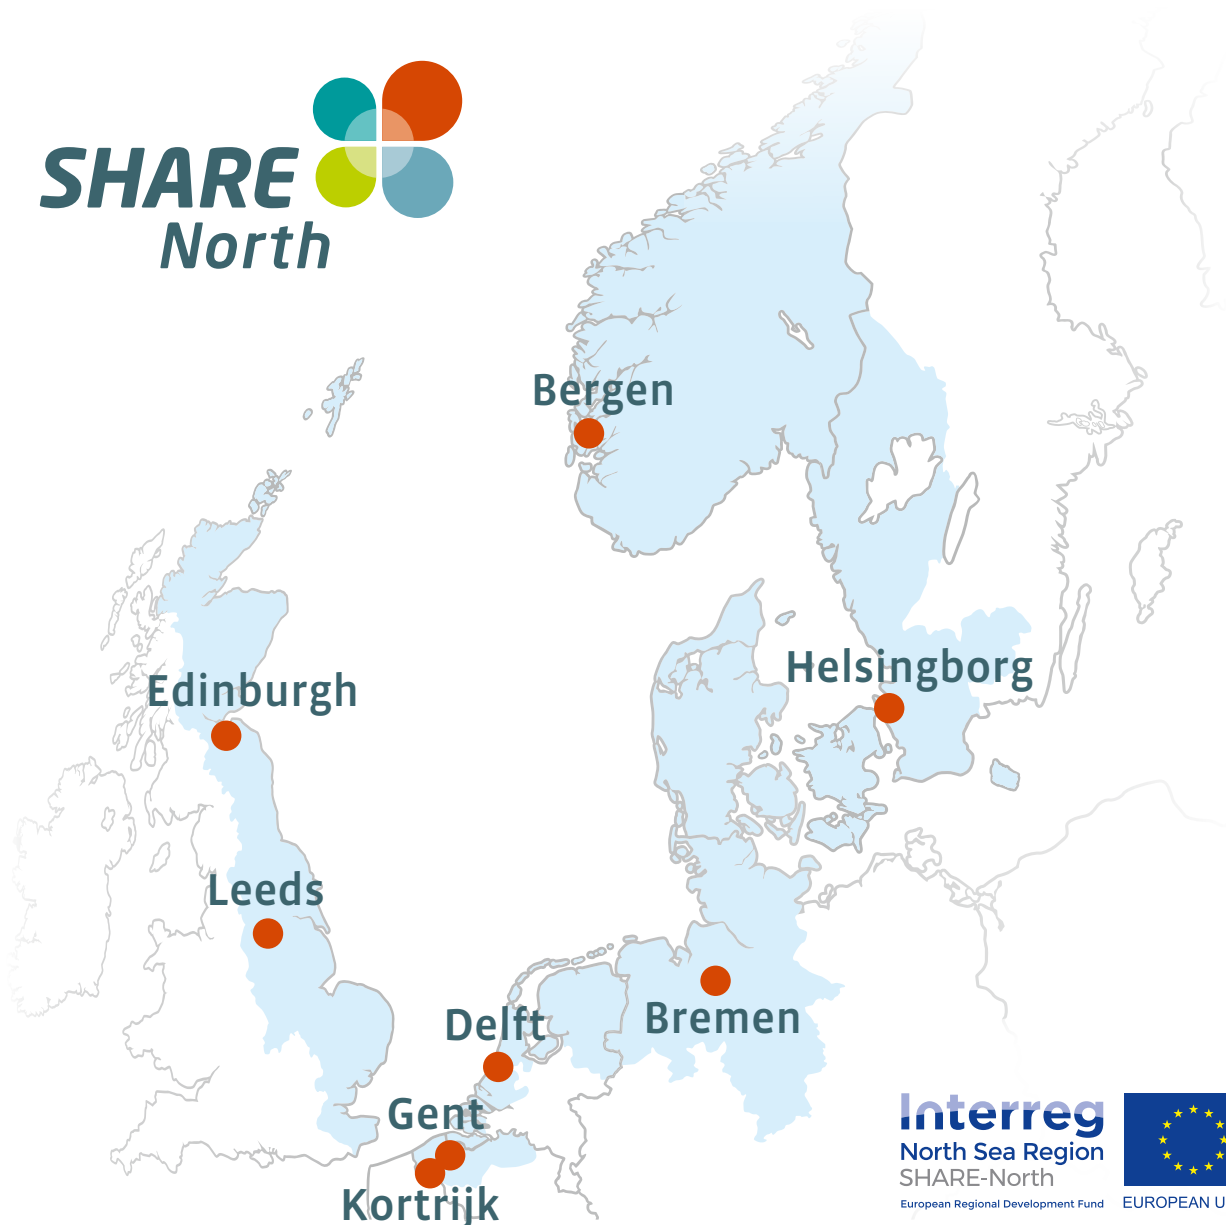 SHARE
North
Bergen
Helsingborg
Edinburgh
Leeds
Delft
Bremen
Gent
Kortrijk
Interreg
North Sea Region
SHARE-North
European Regional Development Fund
EUROPEAN U